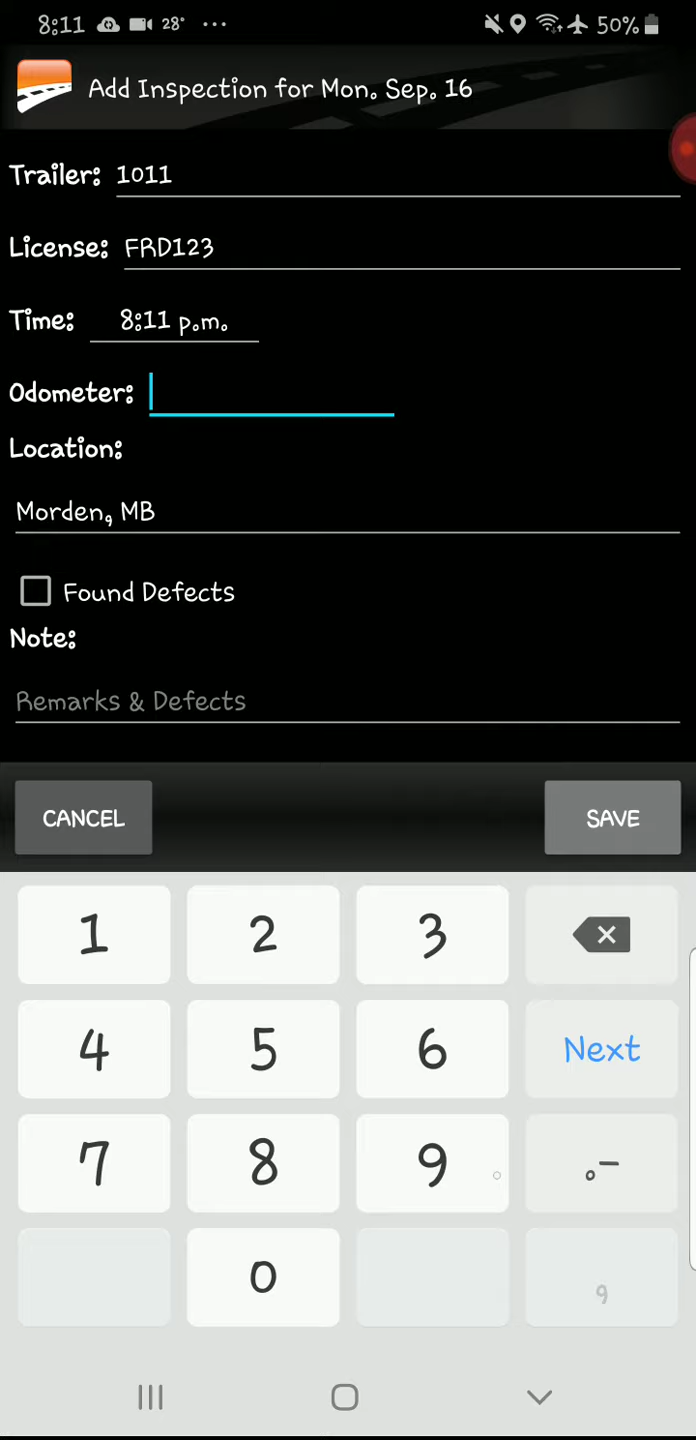 8:11 28° ... 50%
Add Inspection for Mon. Sep. 16
Trailer: 1011
License: FRD123
Time: 8:11 p.m.
Odometer:
Location:
Morden, MB
Found Defects
Note:
Remarks & Defects
CANCEL SAVE
1 2 3
4 5 6 Next
7 8 9 .-
0 ,